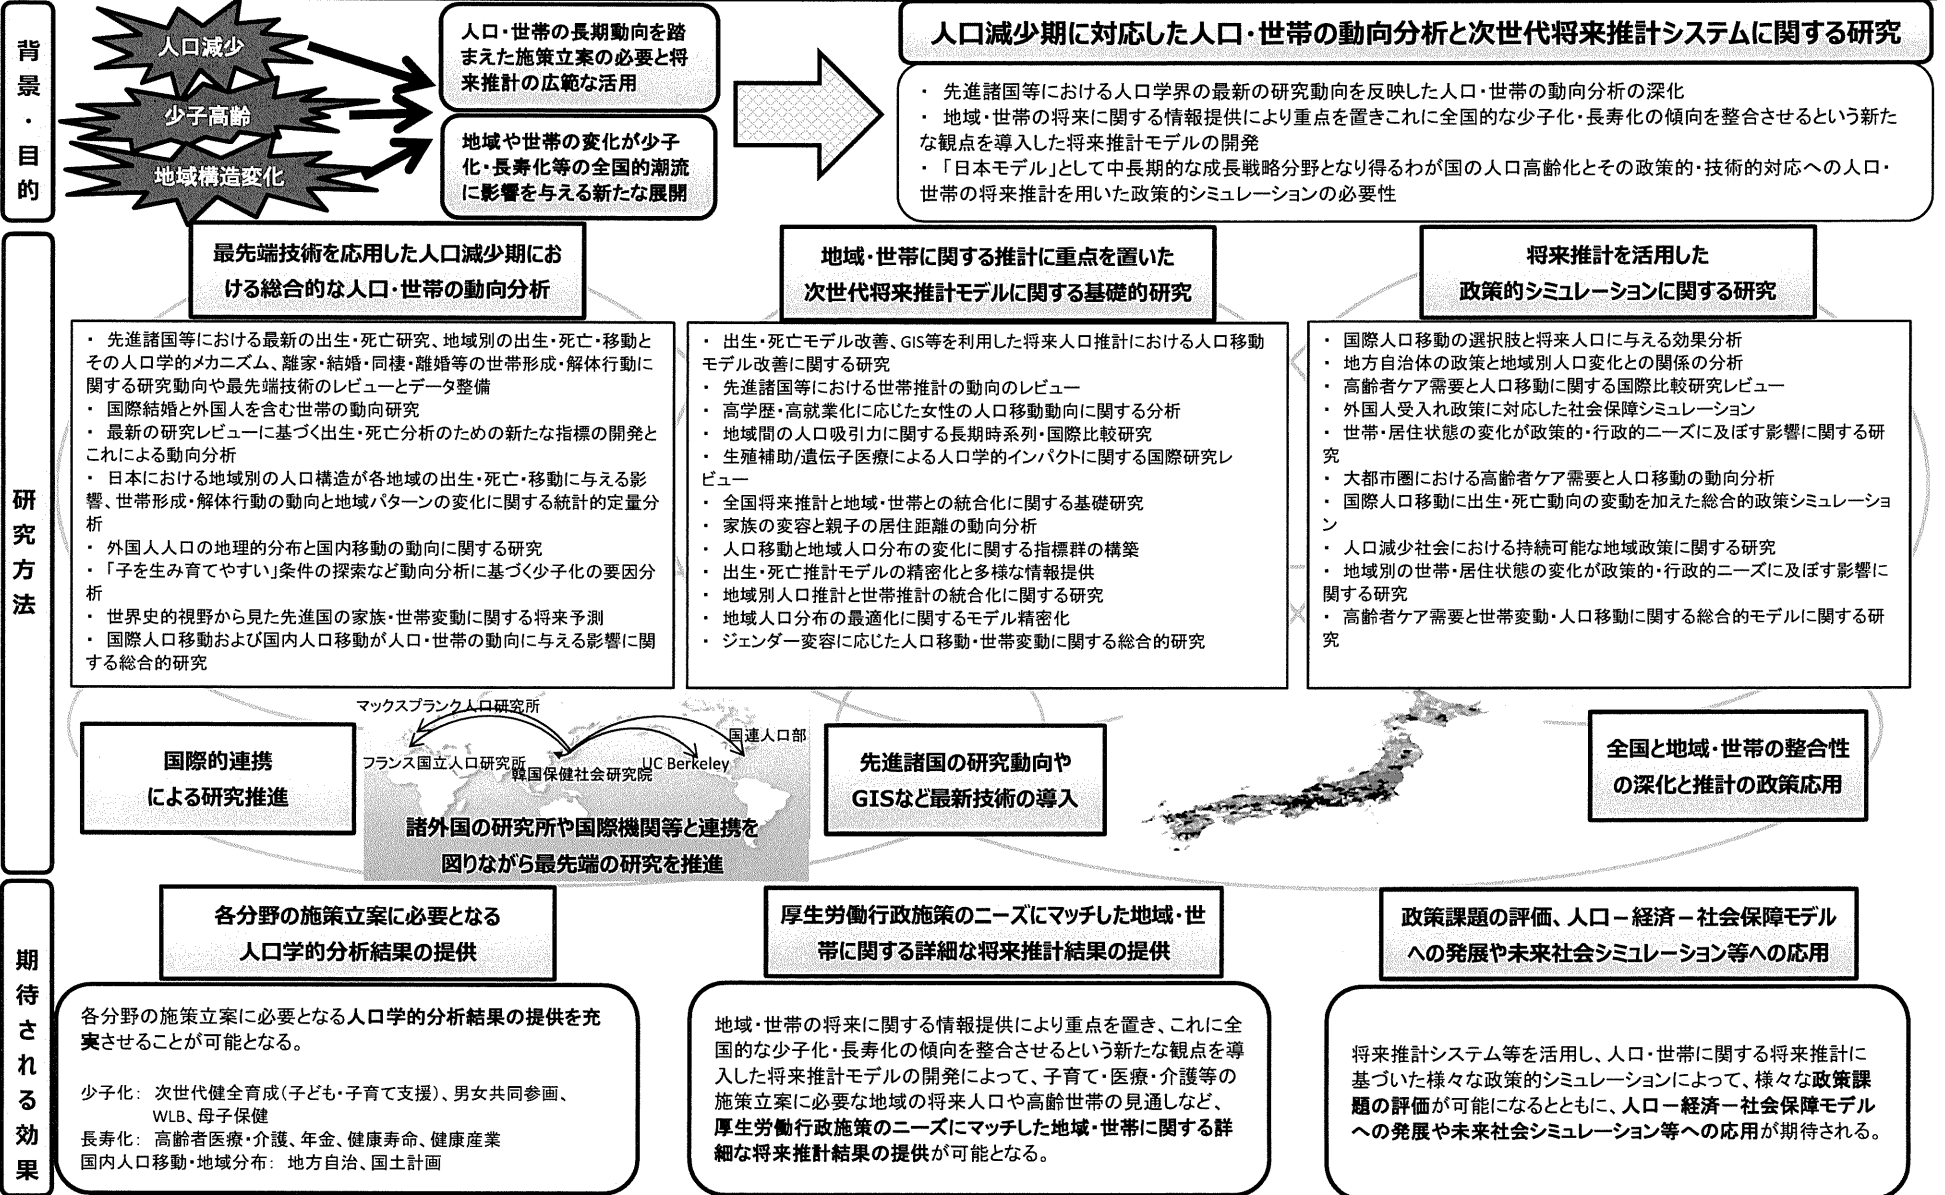 背景・目的
人口減少
少子高齢
地域構造変化
人口・世帯の長期動向を踏
まえた施策立案の必要と将
来推計の広範な活用
地域や世帯の変化が少子
化・長寿化等の全国的潮流
に影響を与える新たな展開
人口減少期に対応した人口・世帯の動向分析と次世代将来推計システムに関する研究
・ 先進諸国等における人口学界の最新の研究動向を反映した人口・世帯の動向分析の深化
・ 地域・世帯の将来に関する情報提供により重点を置きこれに全国的な少子化・長寿化の傾向を整合させるという新た
な観点を導入した将来推計モデルの開発
・「日本モデル」として中長期的な成長戦略分野となり得るわが国の人口高齢化とその政策的・技術的対応への人口・
世帯の将来推計を用いた政策的シミュレーションの必要性
研究方法
最先端技術を応用した人口減少期にお
ける総合的な人口・世帯の動向分析
・ 先進諸国等における最新の出生・死亡研究、地域別の出生・死亡・移動と
その人口学的メカニズム、離家・結婚・同棲・離婚等の世帯形成・解体行動に
関する研究動向や最先端技術のレビューとデータ整備
・ 国際結婚と外国人を含む世帯の動向研究
・ 最新の研究レビューに基づく出生・死亡分析のための新たな指標の開発と
これによる動向分析
・ 日本における地域別の人口構造が各地域の出生・死亡・移動に与える影
響、世帯形成・解体行動の動向と地域パターンの変化に関する統計的定量分
析
・ 外国人人口の地理的分布と国内移動の動向に関する研究
・ 「子を生み育てやすい」条件の探索など動向分析に基づく少子化の要因分
析
・ 世界史的視野から見た先進国の家族・世帯変動に関する将来予測
・ 国際人口移動および国内人口移動が人口・世帯の動向に与える影響に関
する総合的研究
地域・世帯に関する推計に重点を置いた
次世代将来推計モデルに関する基礎的研究
・ 出生・死亡モデル改善、GIS等を利用した将来人口推計における人口移動
モデル改善に関する研究
・ 先進諸国等における世帯推計の動向のレビュー
・ 高学歴・高就業化に応じた女性の人口移動動向に関する分析
・ 地域間の人口吸引力に関する長期時系列・国際比較研究
・ 生殖補助/遺伝子医療による人口学的インパクトに関する国際研究レ
ビュー
・ 全国将来推計と地域・世帯との統合化に関する基礎研究
・ 家族の変容と親子の居住距離の動向分析
・ 人口移動と地域人口分布の変化に関する指標群の構築
・ 出生・死亡推計モデルの精密化と多様な情報提供
・ 地域別人口推計と世帯推計の統合化に関する研究
・ 地域人口分布の最適化に関するモデル精密化
・ ジェンダー変容に応じた人口移動・世帯変動に関する総合的研究
将来推計を活用した
政策的シミュレーションに関する研究
・ 国際人口移動の選択肢と将来人口に与える効果分析
・ 地方自治体の政策と地域別人口変化との関係の分析
・ 高齢者ケア需要と人口移動に関する国際比較研究レビュー
・ 外国人受入れ政策に対応した社会保障シミュレーション
・ 世帯・居住状態の変化が政策的・行政的ニーズに及ぼす影響に関する研
究
・ 大都市圏における高齢者ケア需要と人口移動の動向分析
・ 国際人口移動に出生・死亡動向の変動を加えた総合的政策シミュレーショ
ン
・ 人口減少社会における持続可能な地域政策に関する研究
・ 地域別の世帯・居住状態の変化が政策的・行政的ニーズに及ぼす影響に
関する研究
・ 高齢者ケア需要と世帯変動・人口移動に関する総合的モデルに関する研
究
国際的連携
による研究推進
マックスプランク人口研究所
国連人口部
フランス国立人口研究所
韓国保健社会研究院
UC Berkeley
諸外国の研究所や国際機関等と連携を
図りながら最先端の研究を推進
先進諸国の研究動向や
GISなど最新技術の導入
全国と地域・世帯の整合性
の深化と推計の政策応用
期待される効果
各分野の施策立案に必要となる
人口学的分析結果の提供
各分野の施策立案に必要となる人口学的分析結果の提供を充
実させることが可能となる。
少子化： 次世代健全育成(子ども・子育て支援)、男女共同参画、
WLB、母子保健
長寿化： 高齢者医療・介護、年金、健康寿命、健康産業
国内人口移動・地域分布： 地方自治、国土計画
厚生労働行政施策のニーズにマッチした地域・世
帯に関する詳細な将来推計結果の提供
地域・世帯の将来に関する情報提供により重点を置き、これに全
国的な少子化・長寿化の傾向を整合させるという新たな観点を導
入した将来推計モデルの開発によって、子育て・医療・介護等の
施策立案に必要な地域の将来人口や高齢世帯の見通しなど、
厚生労働行政施策のニーズにマッチした地域・世帯に関する詳
細な将来推計結果の提供が可能となる。
政策課題の評価、人口－経済－社会保障モデル
への発展や未来社会シミュレーション等への応用
将来推計システム等を活用し、人口・世帯に関する将来推計に
基づいた様々な政策的シミュレーションによって、様々な政策課
題の評価が可能になるとともに、人口－経済－社会保障モデル
への発展や未来社会シミュレーション等への応用が期待される。